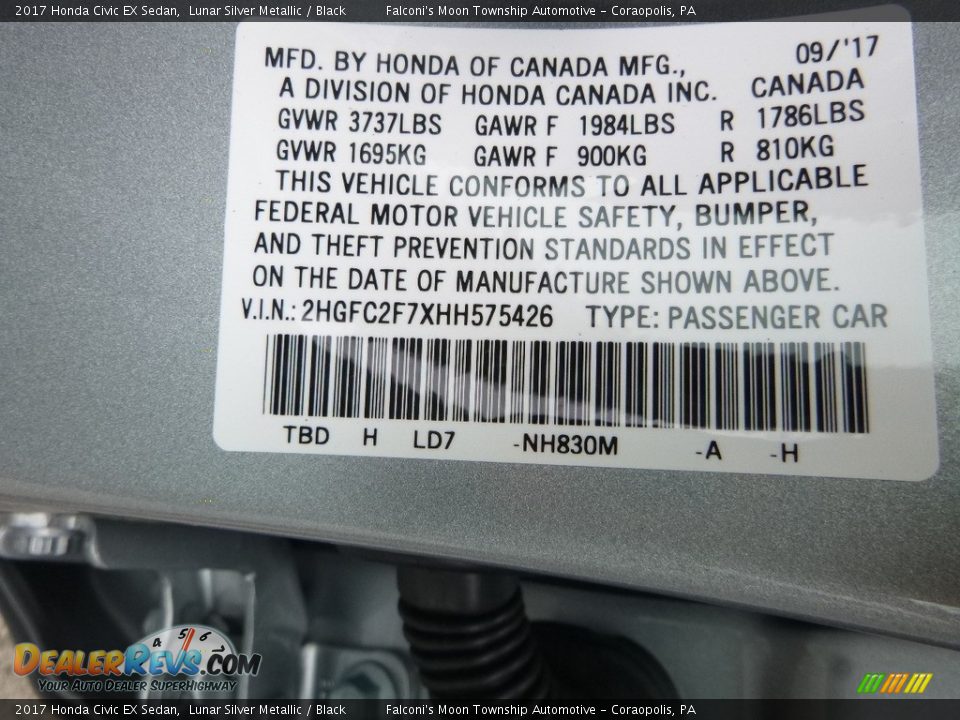 2017 Honda Civic EX Sedan, Lunar Silver Metallic / Black Falconi's Moon Township Automotive - Coraopolis, PA
09/'17
MFD. BY HONDA OF CANADA MFG.,
A DIVISION OF HONDA CANADA INC. CANADA
GVWR 3737LBS GAWR F 1984LBS R 1786LBS
GVWR 1695KG GAWR F 900KG R 810KG
THIS VEHICLE CONFORMS TO ALL APPLICABLE
FEDERAL MOTOR VEHICLE SAFETY, BUMPER,
AND THEFT PREVENTION STANDARDS IN EFFECT
ON THE DATE OF MANUFACTURE SHOWN ABOVE.
V.I.N.: 2HGFC2F7XHH575426 TYPE: PASSENGER CAR
TBD H LD7 -NH830M -A -H
4 5 6
DEALERREVS.COM
YOUR AUTO DEALER SUPERHIGHWAY
2017 Honda Civic EX Sedan, Lunar Silver Metallic / Black Falconi's Moon Township Automotive - Coraopolis, PA